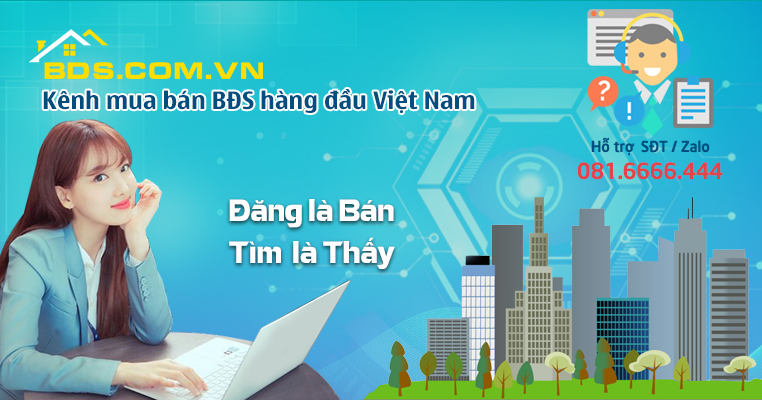 BDS.COM.VN
Kênh mua bán BĐS hàng đầu Việt Nam
Hỗ trợ SĐT / Zalo
081.6666.444
Đăng là Bán
Tìm là Thấy